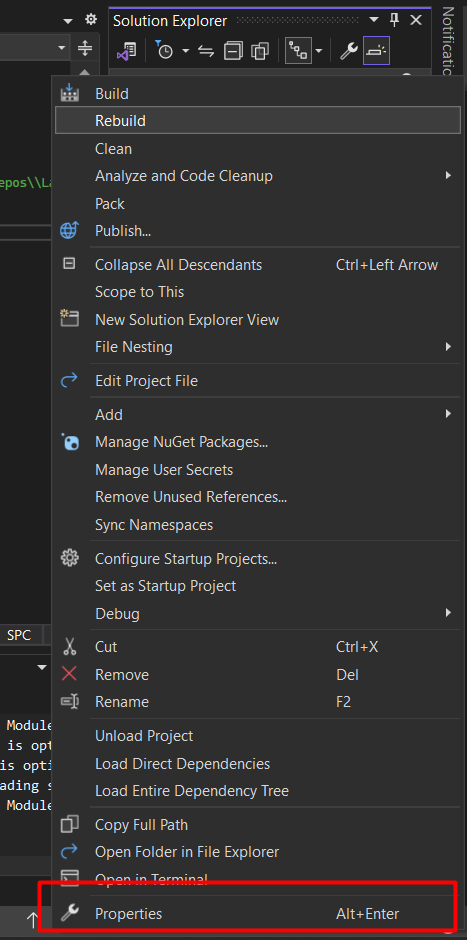 Solution Explorer
Notificatio
Build
Rebuild
Clean
epos\\La
Analyze and Code Cleanup
Pack
Publish...
Collapse All Descendants Ctrl+Left Arrow
Scope to This
New Solution Explorer View
File Nesting
Edit Project File
Add
Manage NuGet Packages...
Manage User Secrets
Remove Unused References...
Sync Namespaces
Configure Startup Projects...
Set as Startup Project
Debug
SPC
Cut Ctrl+X
Remove Del
Rename F2
Module
Unload Project
is opt
Load Direct Dependencies
is opti
Load Entire Dependency Tree
ading s
Module
Copy Full Path
Open Folder in File Explorer
Open in Terminal
Properties Alt+Enter